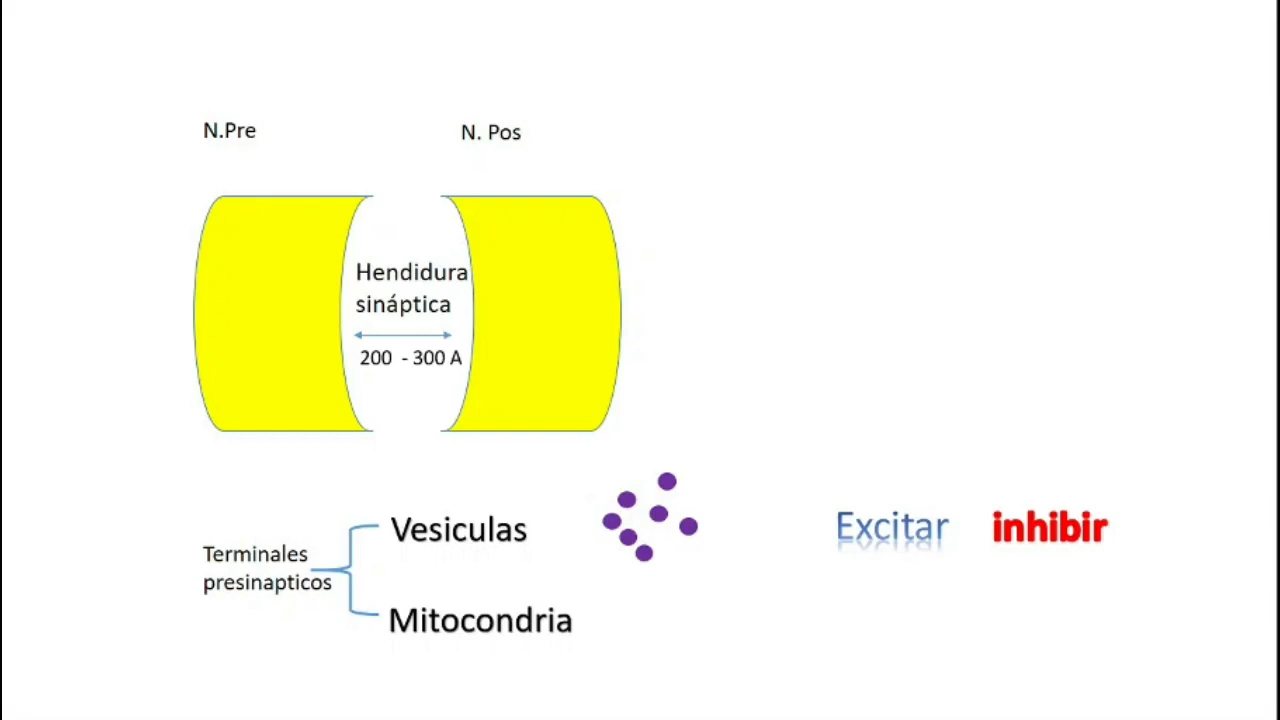 N.Pre
N. Pos
Hendidura
sináptica
200 - 300 A
Vesiculas
Excitar inhibir
Terminales
presinapticos
Mitocondria